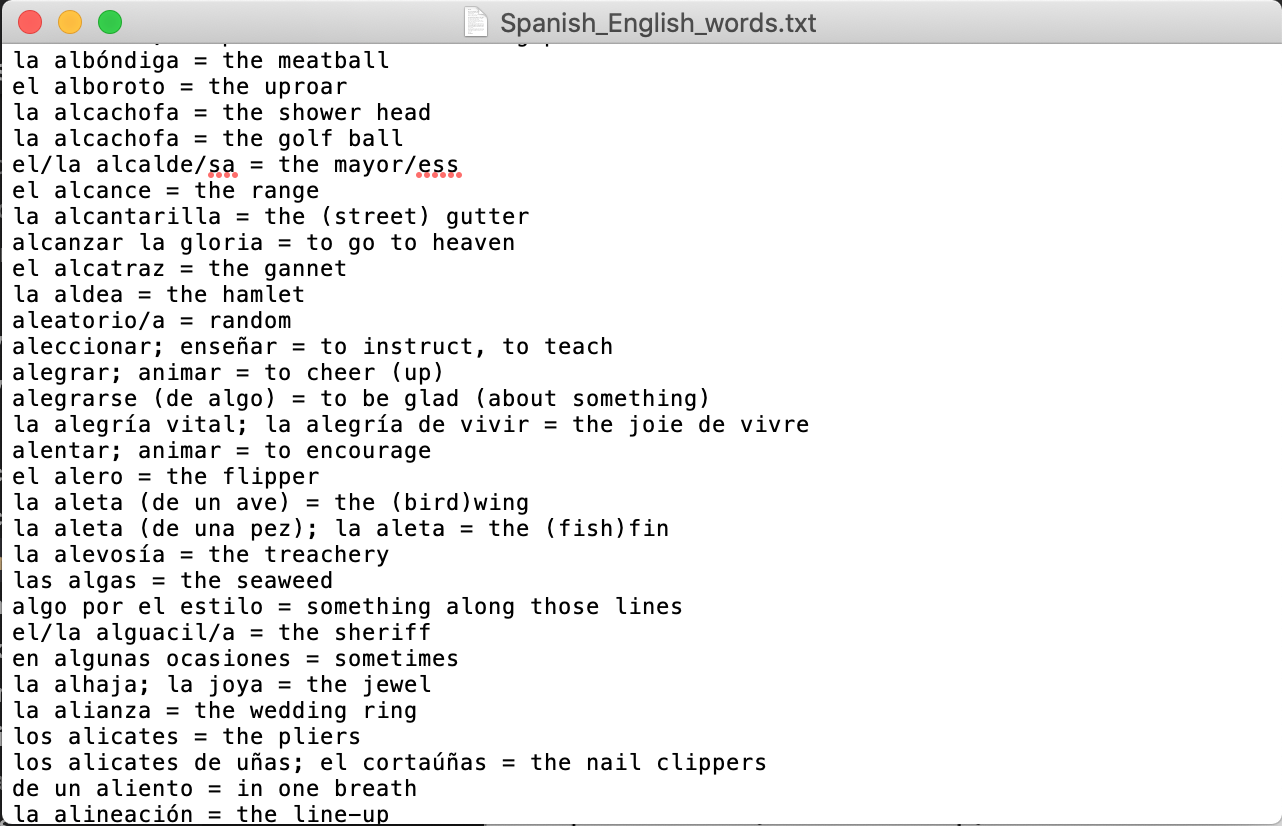 Spanish_English_words.txt
la albóndiga = the meatball
el alboroto = the uproar
la alcachofa = the shower head
la alcachofa = the golf ball
el/la alcalde/sa = the mayor/ess
el alcance = the range
la alcantarilla = the (street) gutter
alcanzar la gloria = to go to heaven
el alcatraz = the gannet
la aldea = the hamlet
aleatorio/a = random
aleccionar; enseñar = to instruct, to teach
alegrar; animar = to cheer (up)
alegrarse (de algo) = to be glad (about something)
la alegría vital; la alegría de vivir = the joie de vivre
alentar; animar = to encourage
el alero = the flipper
la aleta (de un ave) = the (bird)wing
la aleta (de una pez); la aleta = the (fish)fin
la alevosía = the treachery
las algas = the seaweed
algo por el estilo = something along those lines
el/la alguacil/a = the sheriff
en algunas ocasiones = sometimes
la alhaja; la joya = the jewel
la alianza = the wedding ring
los alicates = the pliers
los alicates de uñas; el cortaúñas = the nail clippers
de un aliento = in one breath
la alineación = the line-up